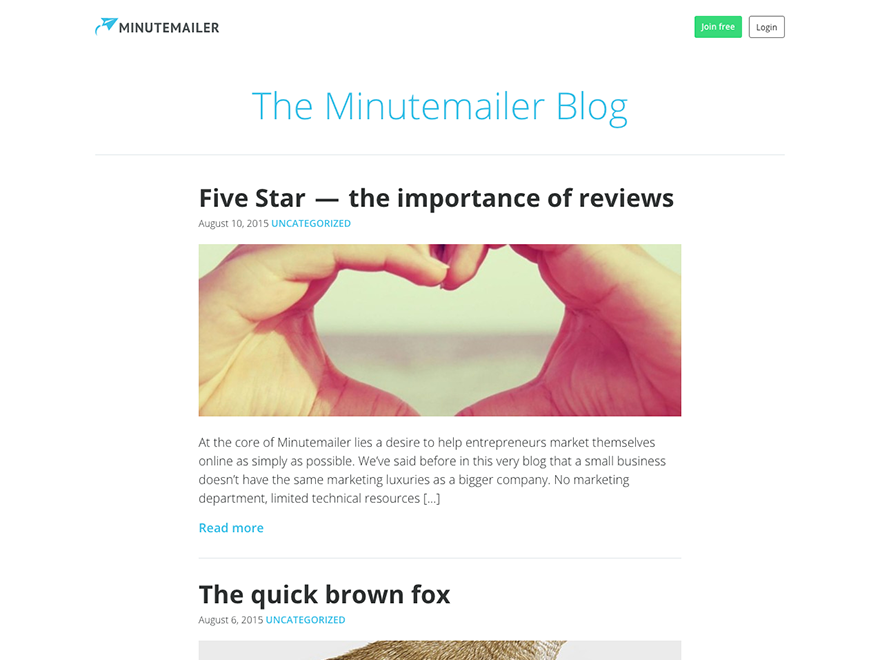 MINUTEMAILER
Join free
Login
The Minutemailer Blog
Five Star — the importance of reviews
August 10, 2015 UNCATEGORIZED
At the core of Minutemailer lies a desire to help entrepreneurs market themselves
online as simply as possible. We've said before in this very blog that a small business
doesn't have the same marketing luxuries as a bigger company. No marketing
department, limited technical resources [...]
Read more
The quick brown fox
August 6, 2015 UNCATEGORIZED